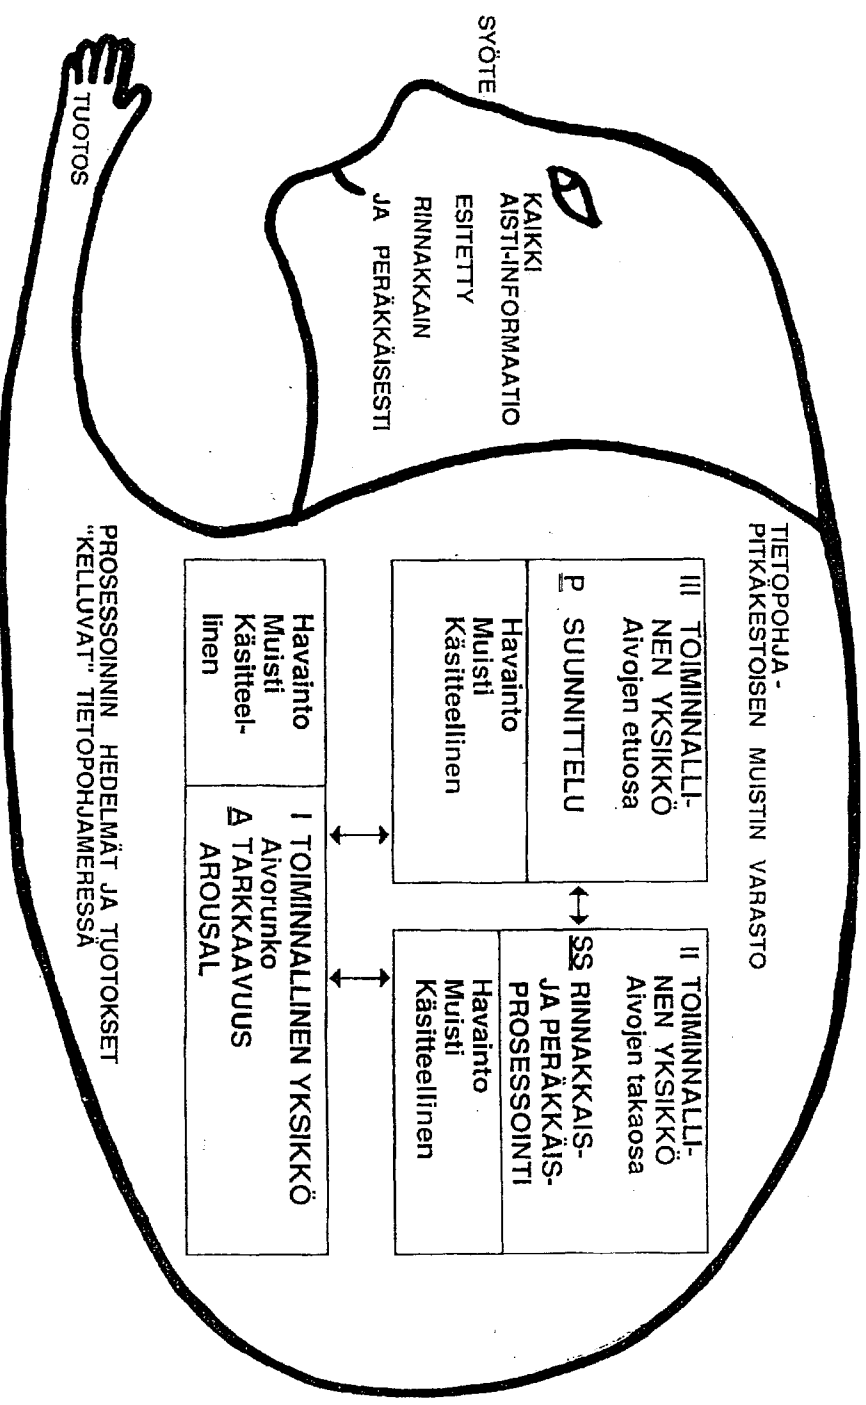 SYÖTE
KAIKKI
AISTI-INFORMAATIO
ESITETTY
RINNAKKAIN
JA PERÄKKÄISESTI
TUOTOS
TIETOPOHJA -
PITKÄKESTOISEN MUISTIN VARASTO
III TOIMINNALLI-
NEN YKSIKKÖ
Aivojen etuosa
P SUUNNITTELU
Havainto
Muisti
Käsitteellinen
II TOIMINNALLI-
NEN YKSIKKÖ
Aivojen takaosa
SS RINNAKKAIS-
JA PERÄKKÄIS-
PROSESSOINTI
Havainto
Muisti
Käsitteellinen
Havainto
Muisti
Käsitteel-
linen
I TOIMINNALLINEN YKSIKKÖ
Aivorunko
A TARKKAAVUUS
AROUSAL
PROSESSOINNIN HEDELMÄT JA TUOTOKSET
"KELLUVAT" TIETOPOHJAMERESSÄ